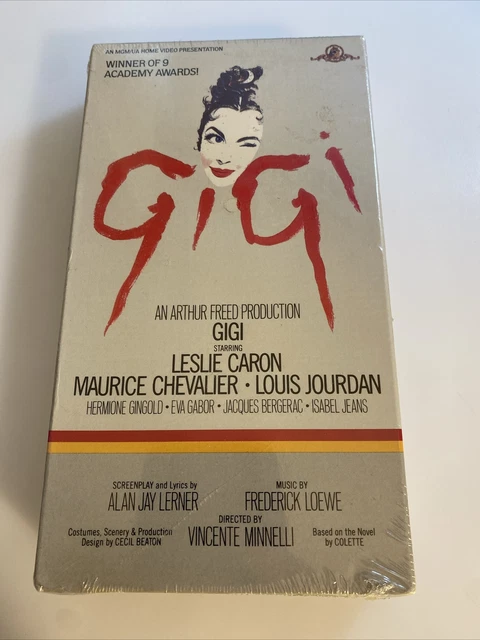 AN MGM/UA HOME VIDEO PRESENTATION
WINNER OF 9
ACADEMY AWARDS!
GiGi
AN ARTHUR FREED PRODUCTION
GIGI
STARRING
LESLIE CARON
MAURICE CHEVALIER • LOUIS JOURDAN
HERMIONE GINGOLD • EVA GABOR • JACQUES BERGERAC • ISABEL JEANS
SCREENPLAY and Lyrics by
ALAN JAY LERNER
MUSIC BY
FREDERICK LOEWE
Costumes, Scenery & Production
Design by CECIL BEATON
DIRECTED BY
VINCENTE MINNELLI
Based on the Novel
by COLETTE